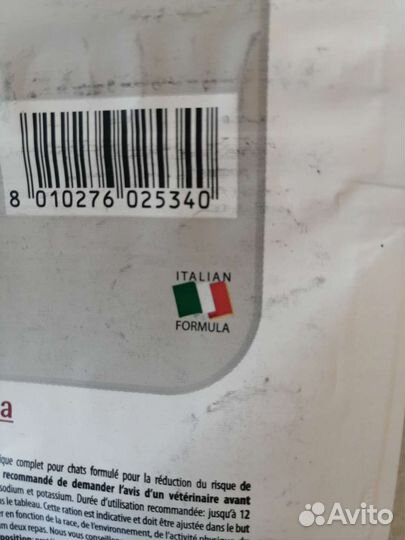 8 010276 025340
ITALIAN
FORMULA
a
ique complet pour chats formulé pour la réduction du risque de
recommandé de demander l'avis d'un vétérinaire avant
sodium et potassium. Durée d'utilisation recommandée: jusqu'à 12
s le tableau. Cette ration est indicative et doit être ajustée dans le but
er en fonction de la race, de l'environnement, de l'activité physique
um deux repas. Nous vous conseillons
Avito